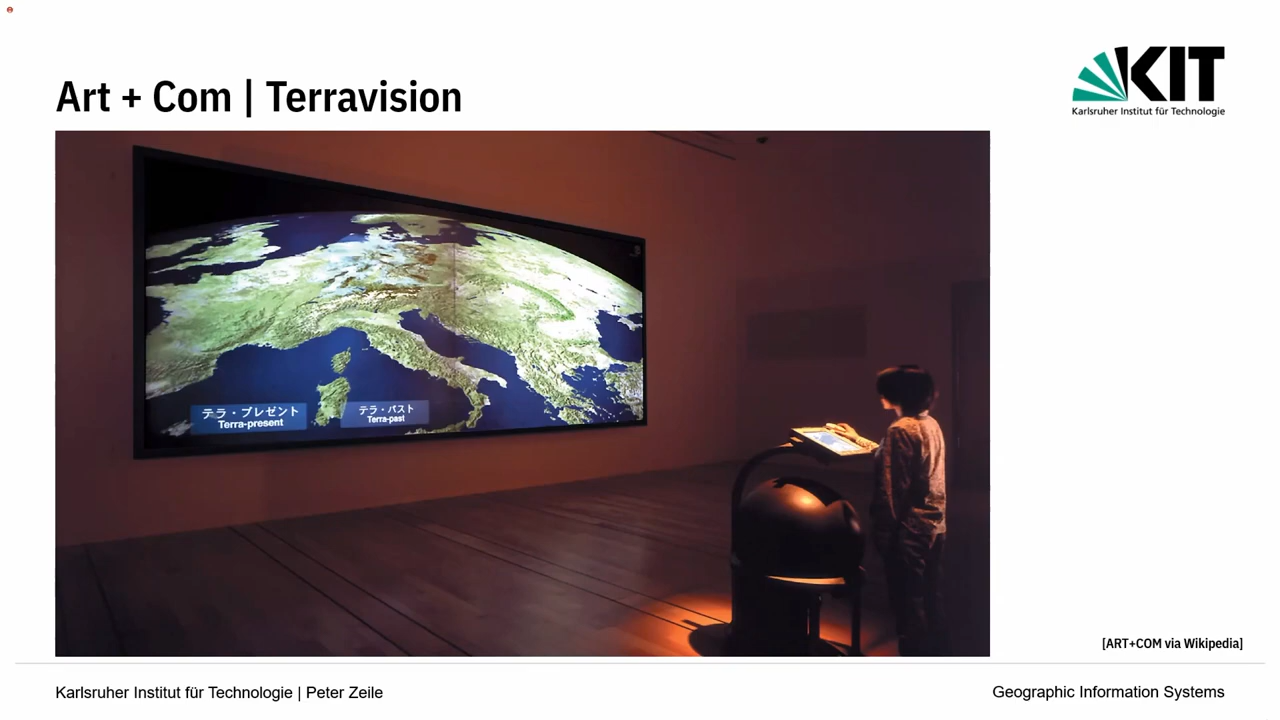 Art + Com | Terravision
KIT
Karlsruher Institut für Technologie
テラ・プレゼント
Terra-present
テラ・パスト
Terra-past
[ART+COM via Wikipedia]
Karlsruher Institut für Technologie | Peter Zeile
Geographic Information Systems